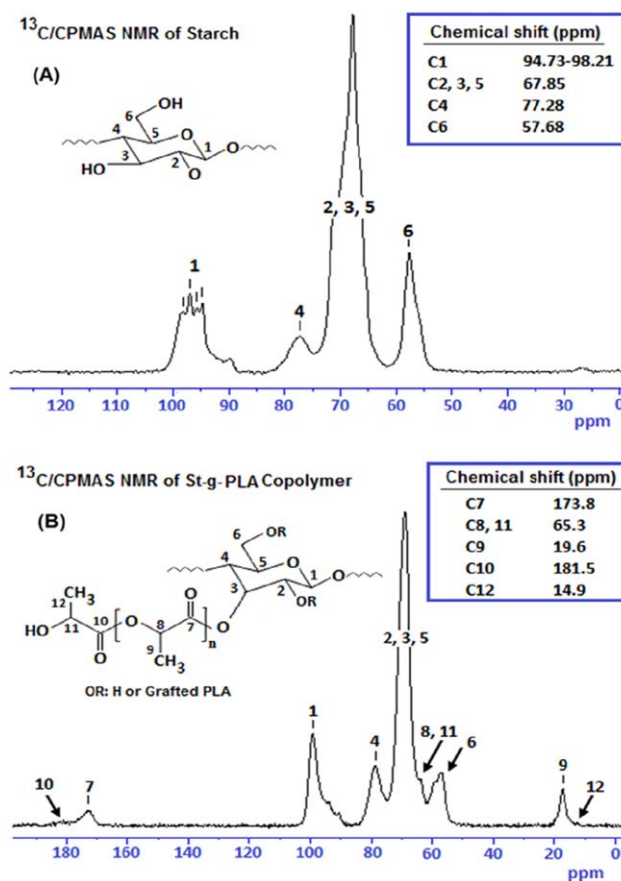 13C/CPMAS NMR of Starch
(A)
Chemical shift (ppm)
C1 94.73-98.21
C2, 3, 5 67.85
C4 77.28
C6 57.68
OH
6
4
5
O
3
HO
2
O
1
O
2, 3, 5
6
1
4
120 110 100 90 80 70 60 50 40 30 20 0
ppm
13C/CPMAS NMR of St-g-PLA Copolymer
(B)
Chemical shift (ppm)
C7 173.8
C8, 11 65.3
C9 19.6
C10 181.5
C12 14.9
OR
6
4
5
O
3
2
OR
1
O
CH3
12
HO
11
10
O
O
8
9
CH3
O
7
n
O
OR: H or Grafted PLA
2, 3, 5
1
4
8, 11
6
9
12
10
7
180 160 140 120 100 80 60 40 20 0
ppm